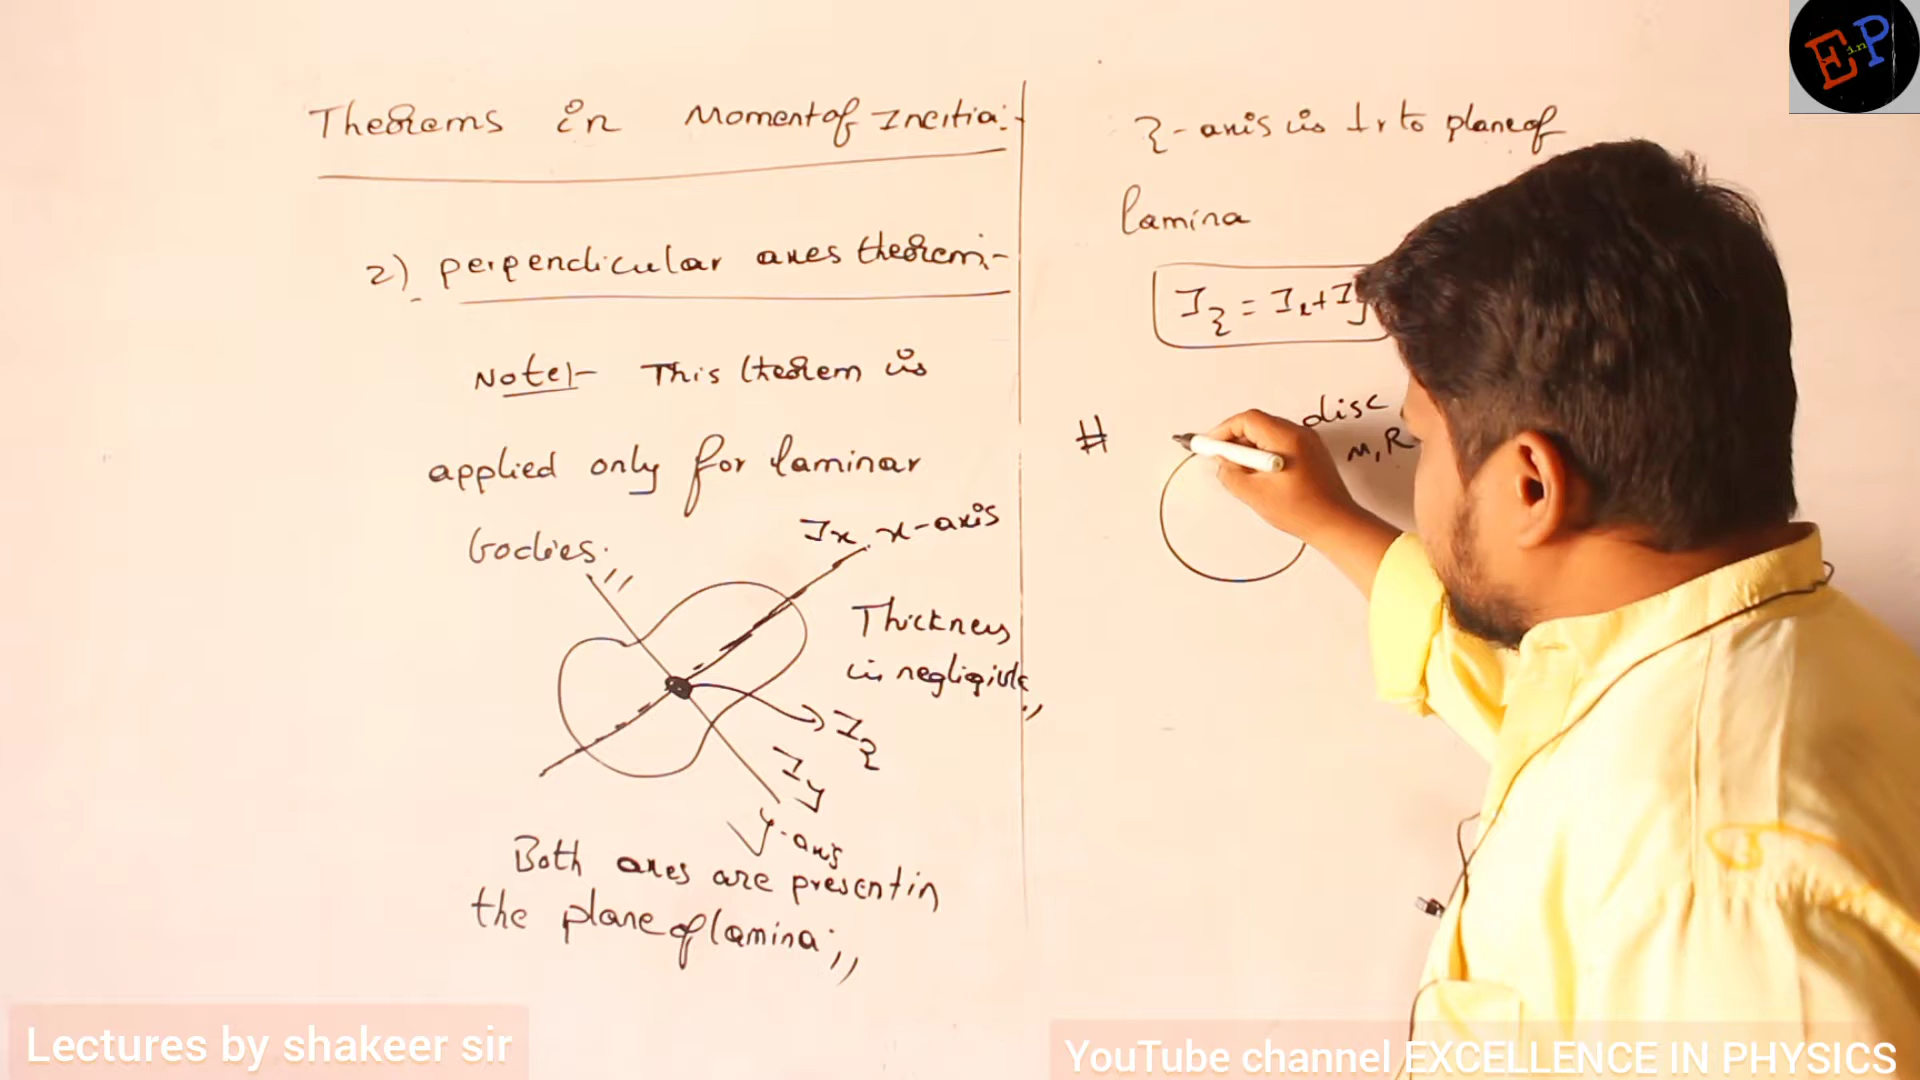 Theorems in Moment of Inertia:-
2) perpendicular axes theorem:-
Note:- This theorem is
applied only for laminar
bodies.
Ix x-axis
Thickness
is negligible
Iz
Iy
y-axis
Both axes are present in
the plane of lamina.
z-axis is ⊥r to plane of
lamina
Iz = Ix + Iy
# disc
M, R
E in P
Lectures by shakeer sir
YouTube channel EXCELLENCE IN PHYSICS